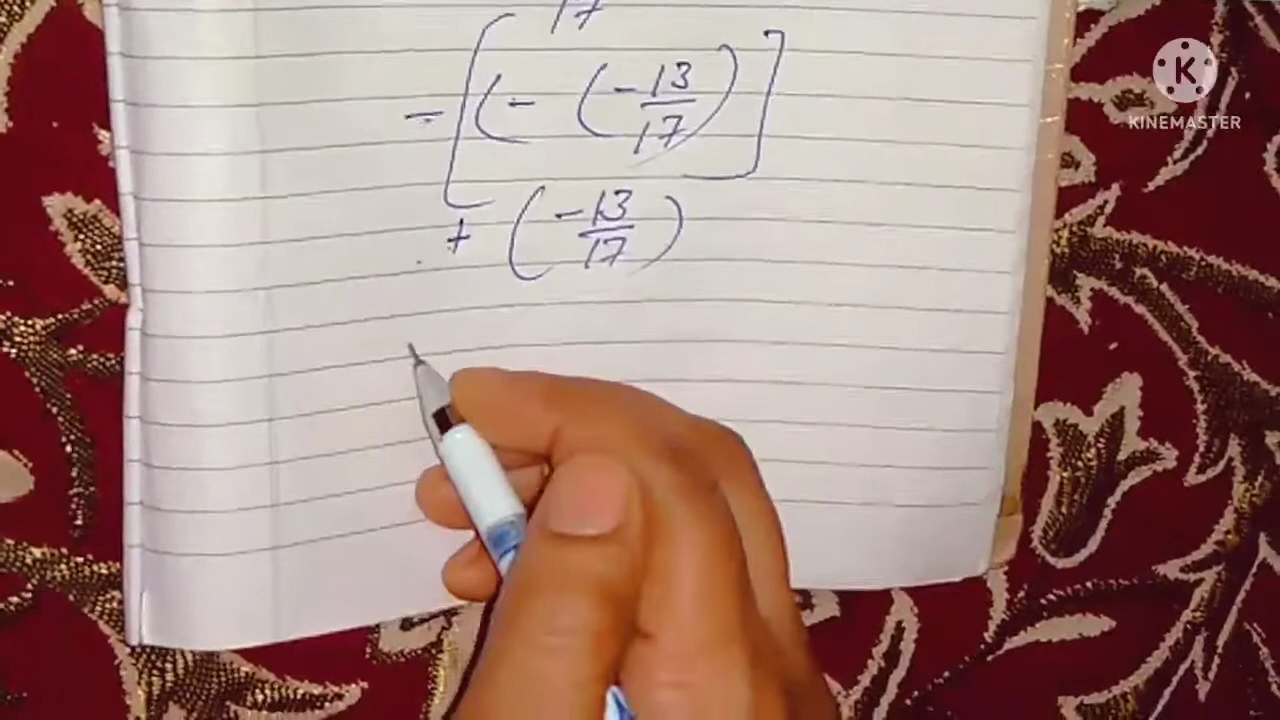 17
- [(- (-13/17)]
+ (-13/17)
K
KINEMASTER